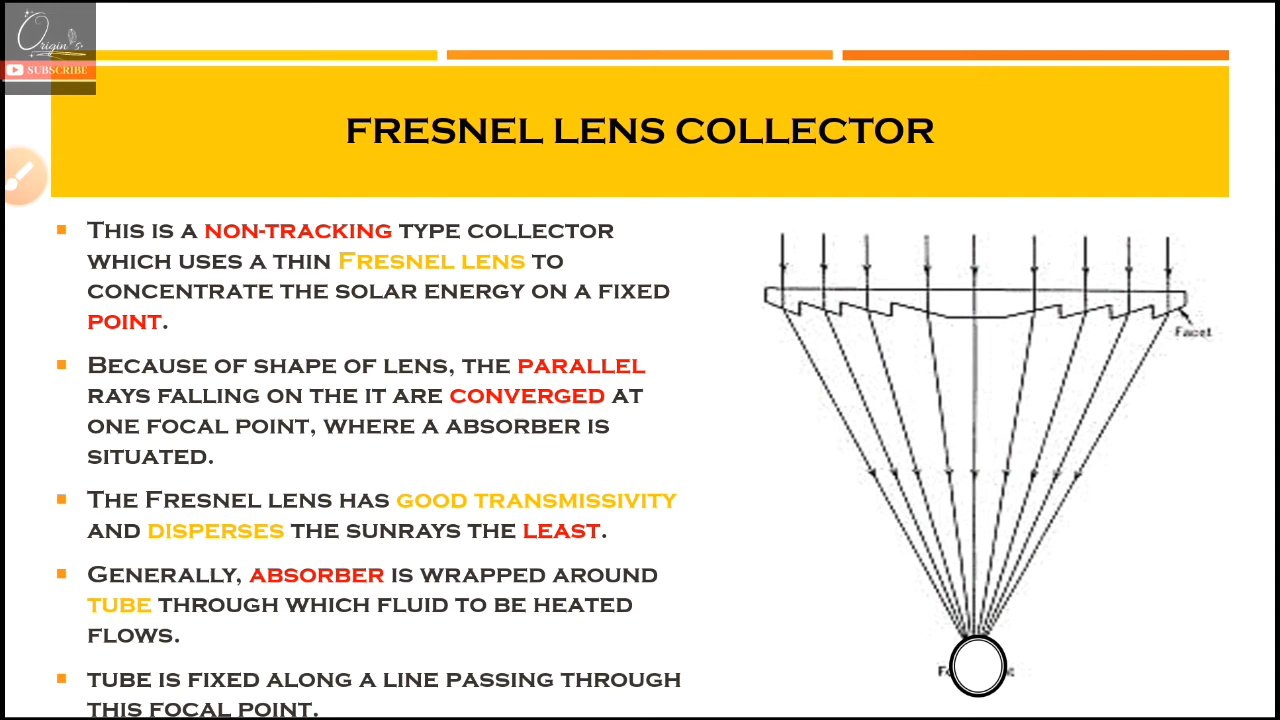 Origin's
SUBSCRIBE
FRESNEL LENS COLLECTOR
THIS IS A NON-TRACKING TYPE COLLECTOR
WHICH USES A THIN FRESNEL LENS TO
CONCENTRATE THE SOLAR ENERGY ON A FIXED
POINT.
BECAUSE OF SHAPE OF LENS, THE PARALLEL
RAYS FALLING ON THE IT ARE CONVERGED AT
ONE FOCAL POINT, WHERE A ABSORBER IS
SITUATED.
THE FRESNEL LENS HAS GOOD TRANSMISSIVITY
AND DISPERSES THE SUNRAYS THE LEAST.
GENERALLY, ABSORBER IS WRAPPED AROUND
TUBE THROUGH WHICH FLUID TO BE HEATED
FLOWS.
TUBE IS FIXED ALONG A LINE PASSING THROUGH
THIS FOCAL POINT.
Facet